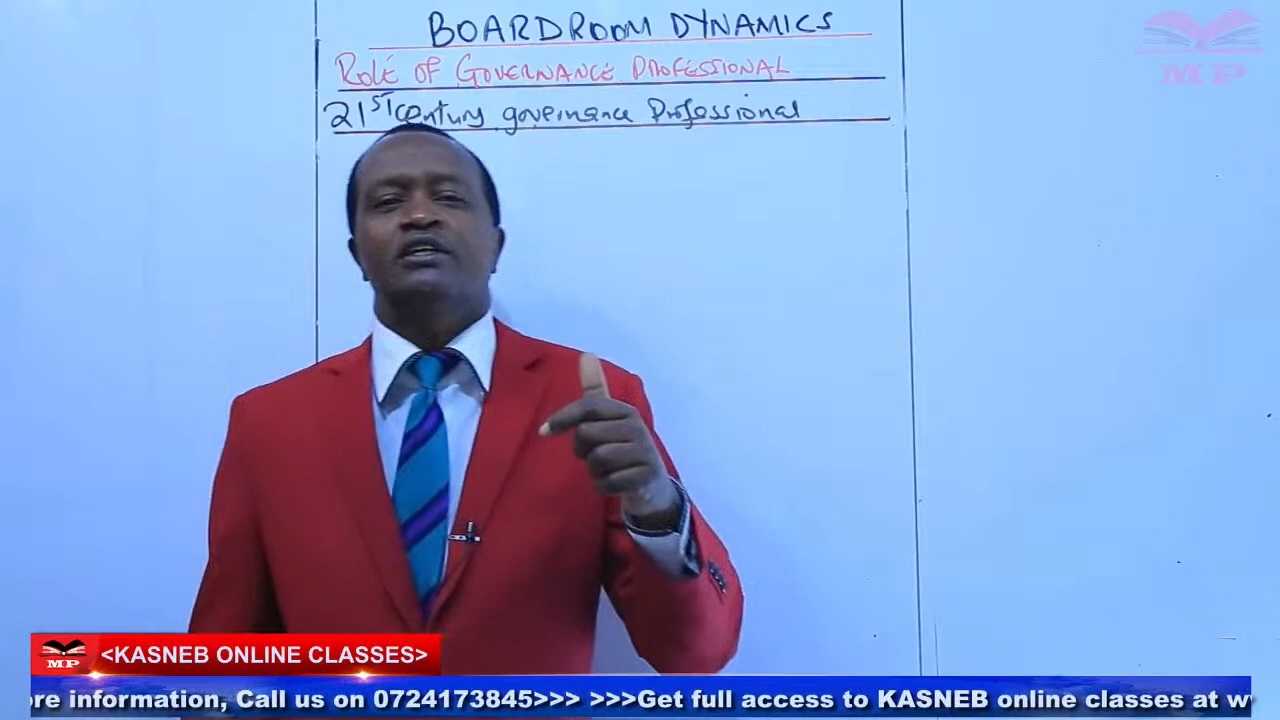 BOARDROOM DYNAMICS
ROLE OF GOVERNANCE PROFESSIONAL
21ST century governance Professional
MP
MP
<KASNEB ONLINE CLASSES>
re information, Call us on 0724173845>>> >>>Get full access to KASNEB online classes at w